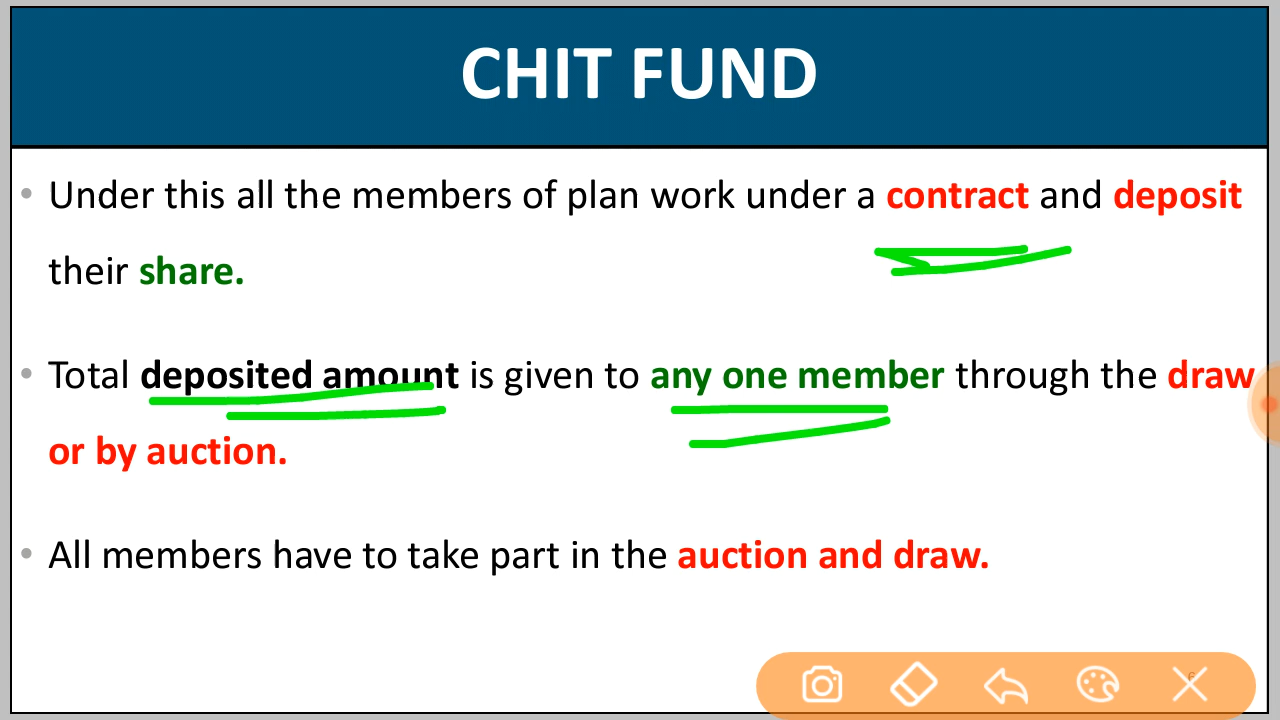 CHIT FUND
• Under this all the members of plan work under a contract and deposit
their share.
• Total deposited amount is given to any one member through the draw
or by auction.
• All members have to take part in the auction and draw.
6